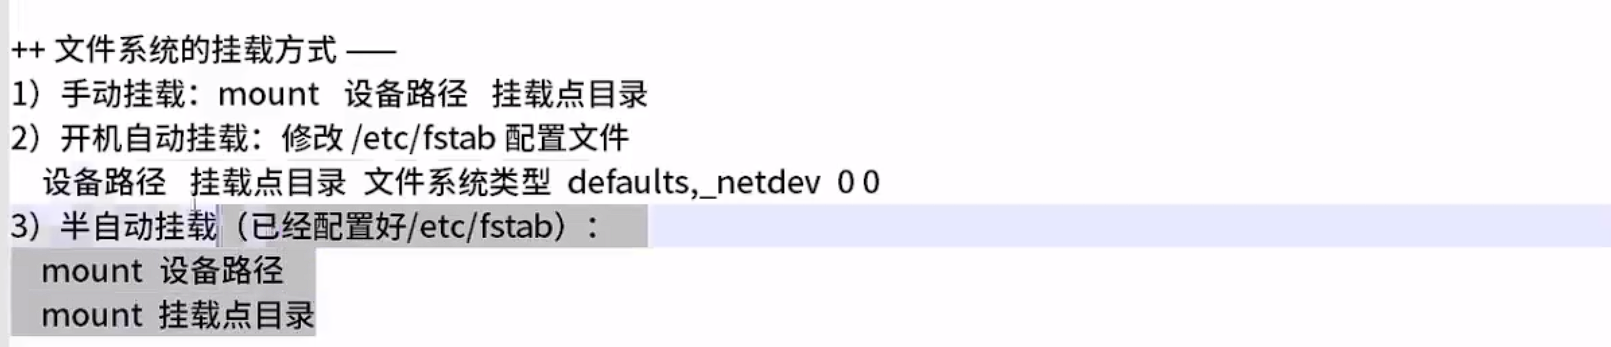 ++ 文件系统的挂载方式 ——
1）手动挂载：mount 设备路径 挂载点目录
2）开机自动挂载：修改 /etc/fstab 配置文件
设备路径 挂载点目录 文件系统类型 defaults,_netdev 0 0
3）半自动挂载（已经配置好/etc/fstab）：
mount 设备路径
mount 挂载点目录